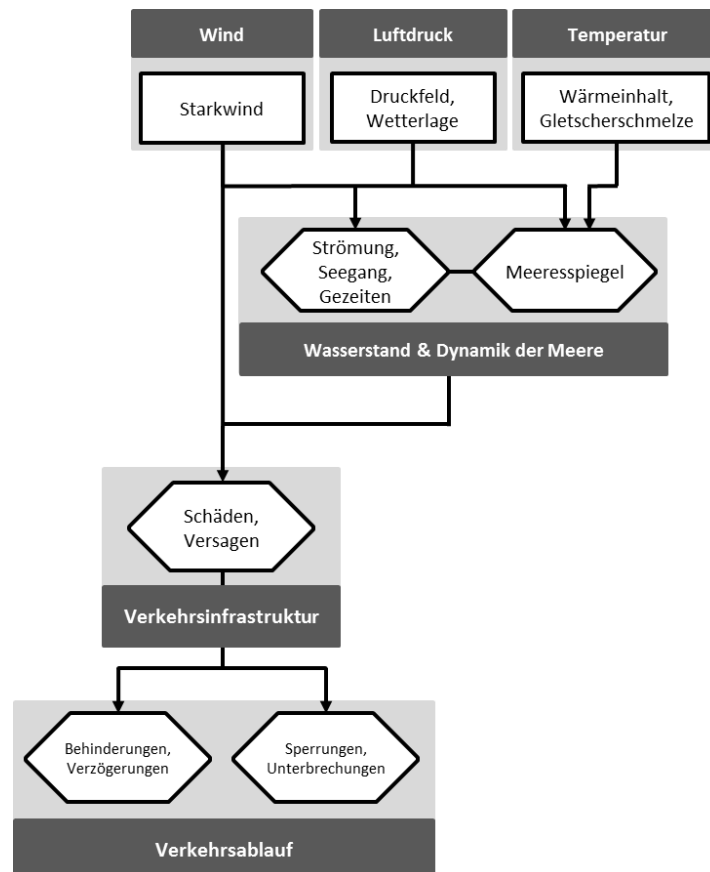 Wind
Luftdruck
Temperatur
Starkwind
Druckfeld,
Wetterlage
Wärmeinhalt,
Gletscherschmelze
Strömung,
Seegang,
Gezeiten
Meeresspiegel
Wasserstand & Dynamik der Meere
Schäden,
Versagen
Verkehrsinfrastruktur
Behinderungen,
Verzögerungen
Sperrungen,
Unterbrechungen
Verkehrsablauf